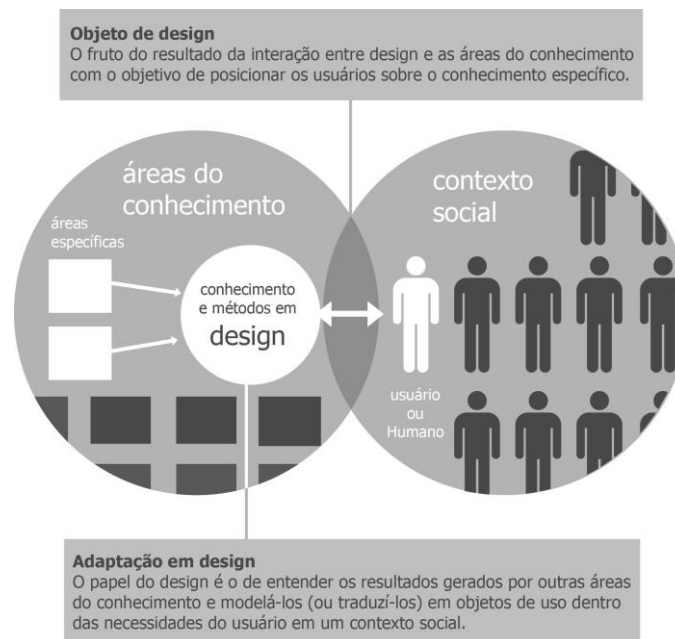 Objeto de design
O fruto do resultado da interação entre design e as áreas do conhecimento
com o objetivo de posicionar os usuários sobre o conhecimento específico.
áreas do
conhecimento
áreas
específicas
conhecimento
e métodos em
design
contexto
social
usuário
ou
Humano
Adaptação em design
O papel do design é o de entender os resultados gerados por outras áreas
do conhecimento e modelá-los (ou traduzí-los) em objetos de uso dentro
das necessidades do usuário em um contexto social.